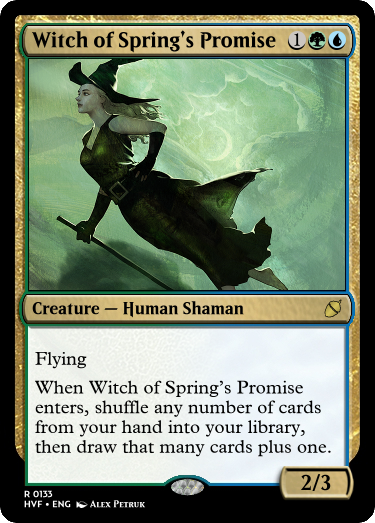 Witch of Spring's Promise 1
Creature — Human Shaman
Flying
When Witch of Spring's Promise
enters, shuffle any number of cards
from your hand into your library,
then draw that many cards plus one.
2/3
R 0133
HVF • ENG Alex Petruk